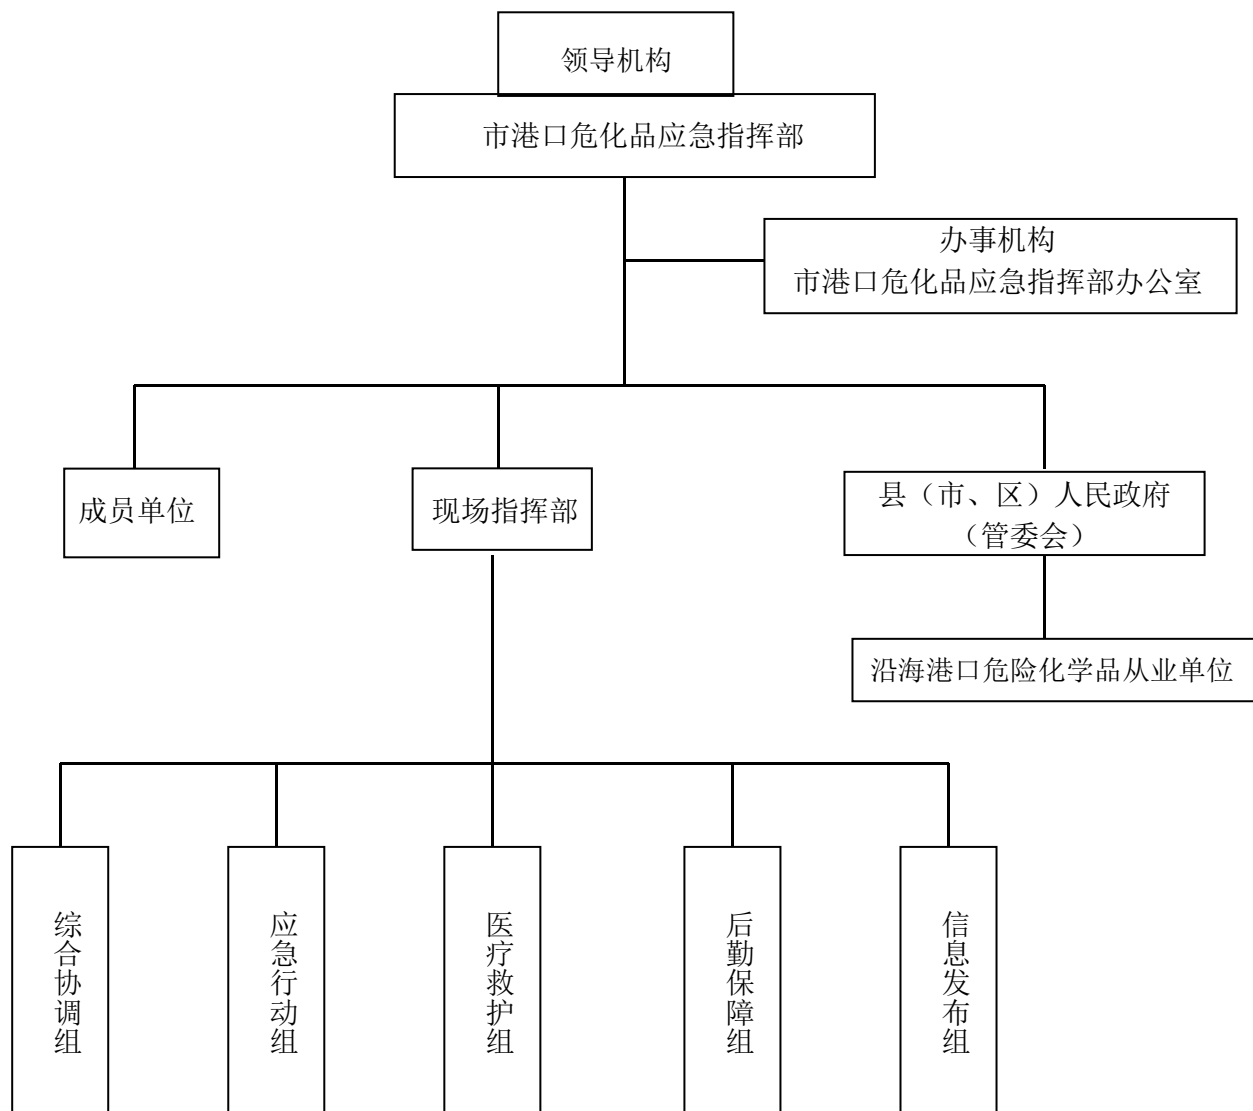 领导机构
市港口危化品应急指挥部
办事机构
市港口危化品应急指挥部办公室
成员单位
现场指挥部
县（市、区）人民政府
（管委会）
沿海港口危险化学品从业单位
综合协调组
应急行动组
医疗救护组
后勤保障组
信息发布组